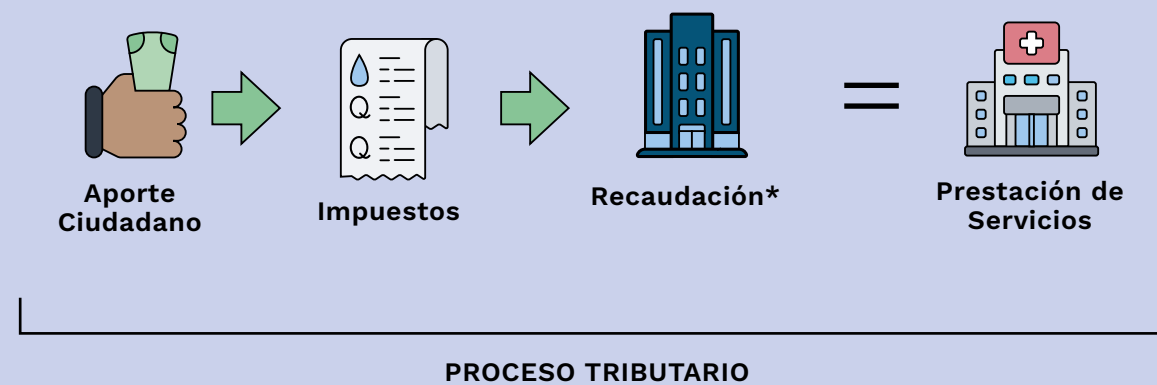 Q
Q
Aporte
Ciudadano
Impuestos
Recaudación*
=
Prestación de
Servicios
PROCESO TRIBUTARIO